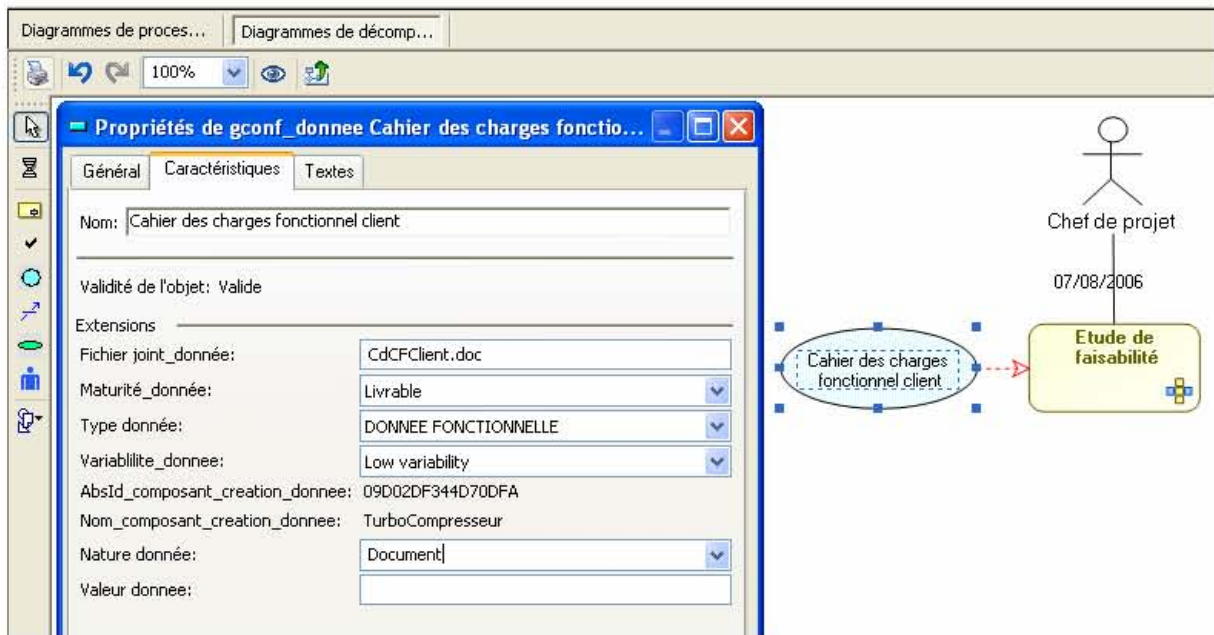 Diagrammes de proces...
Diagrammes de décomp...
100%
Propriétés de gconf_donnee Cahier des charges fonctio...
Général
Caractéristiques
Textes
Nom: Cahier des charges fonctionnel client
Validité de l'objet: Valide
Extensions
Fichier joint_donnée: CdCFClient.doc
Maturité_donnée: Livrable
Type donnée: DONNEE FONCTIONNELLE
Variablilite_donnee: Low variability
AbsId_composant_creation_donnee: 09D02DF344D70DFA
Nom_composant_creation_donnee: TurboCompresseur
Nature donnée: Document
Valeur donnee:
Chef de projet
07/08/2006
Cahier des charges
fonctionnel client
Etude de
faisabilité